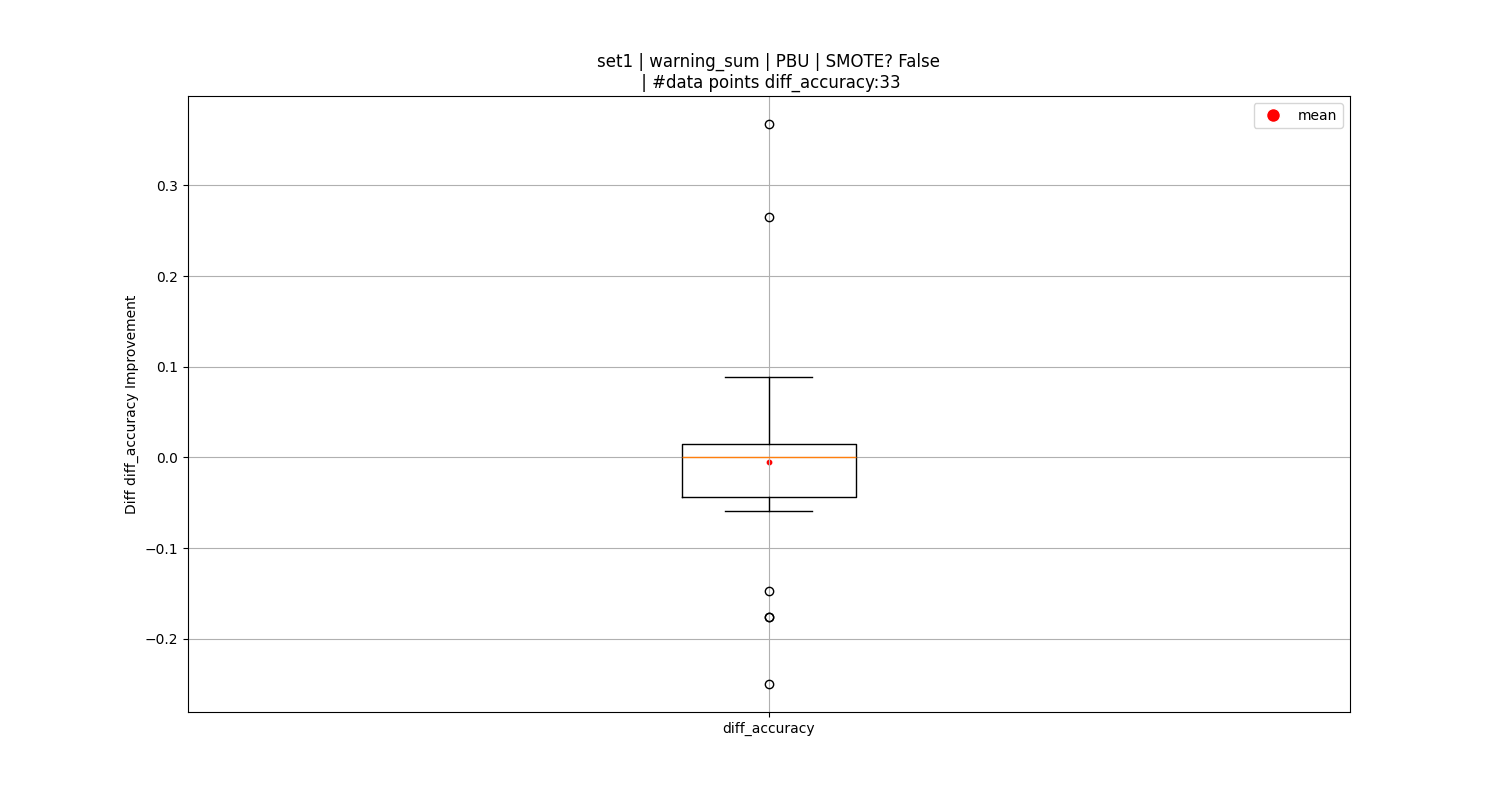 set1 | warning_sum | PBU | SMOTE? False
| #data points diff_accuracy:33
mean
0.3
0.2
0.1
0.0
−0.1
−0.2
Diff diff_accuracy Improvement
diff_accuracy